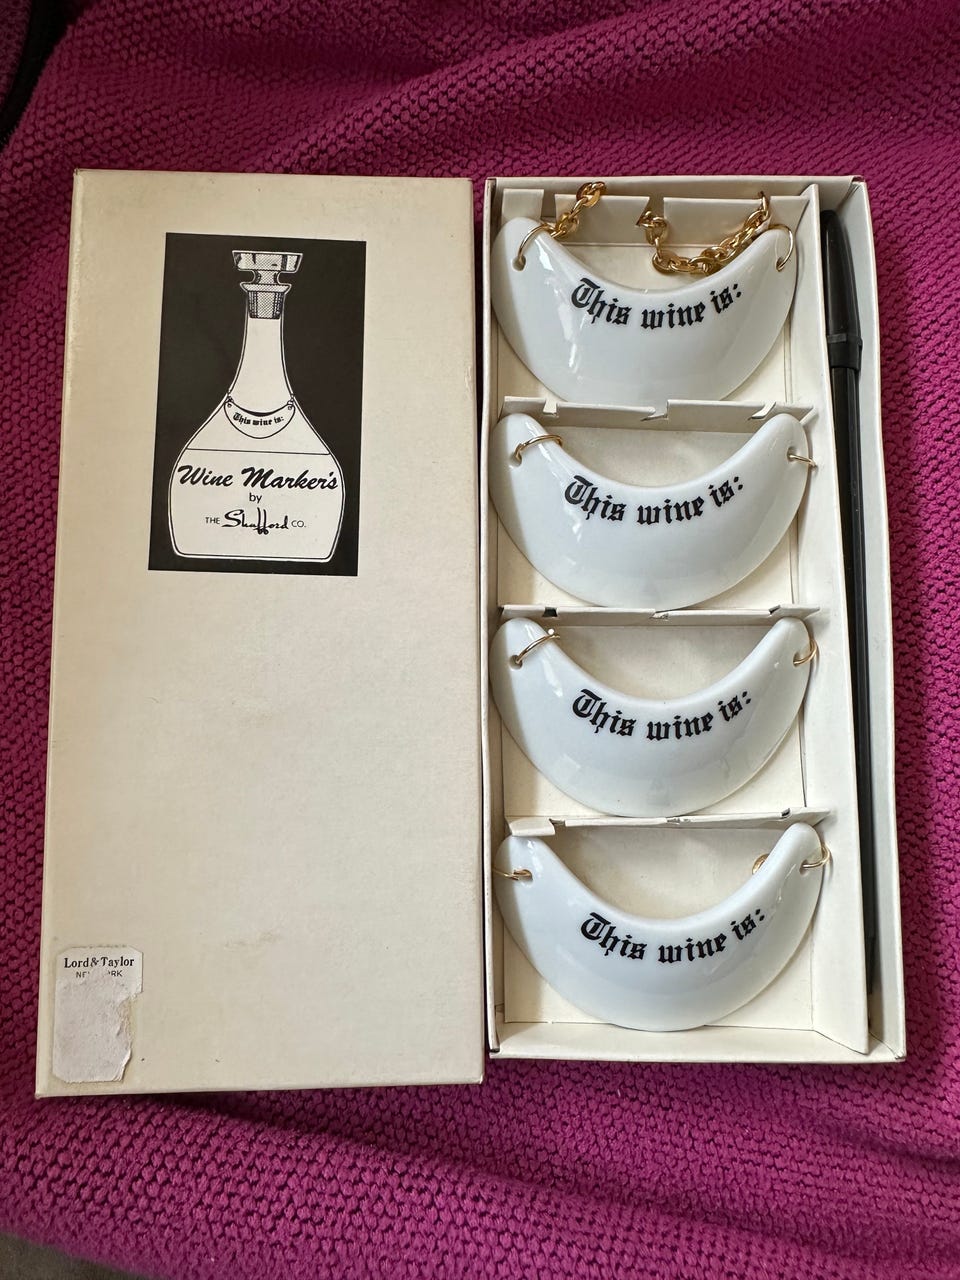 This wine is:
Wine Marker's
by
THE Shafford CO.
Lord & Taylor
This wine is:
This wine is:
This wine is:
This wine is: